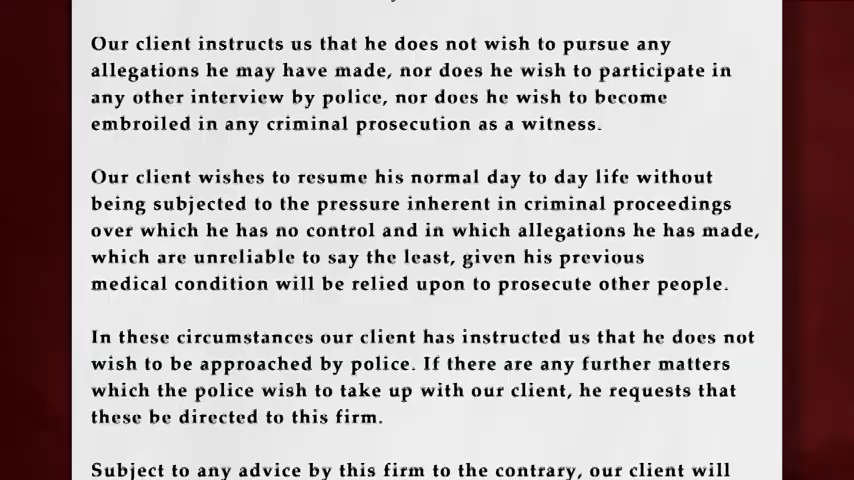 Our client instructs us that he does not wish to pursue any
allegations he may have made, nor does he wish to participate in
any other interview by police, nor does he wish to become
embroiled in any criminal prosecution as a witness.
Our client wishes to resume his normal day to day life without
being subjected to the pressure inherent in criminal proceedings
over which he has no control and in which allegations he has made,
which are unreliable to say the least, given his previous
medical condition will be relied upon to prosecute other people.
In these circumstances our client has instructed us that he does not
wish to be approached by police. If there are any further matters
which the police wish to take up with our client, he requests that
these be directed to this firm.
Subject to any advice by this firm to the contrary, our client will